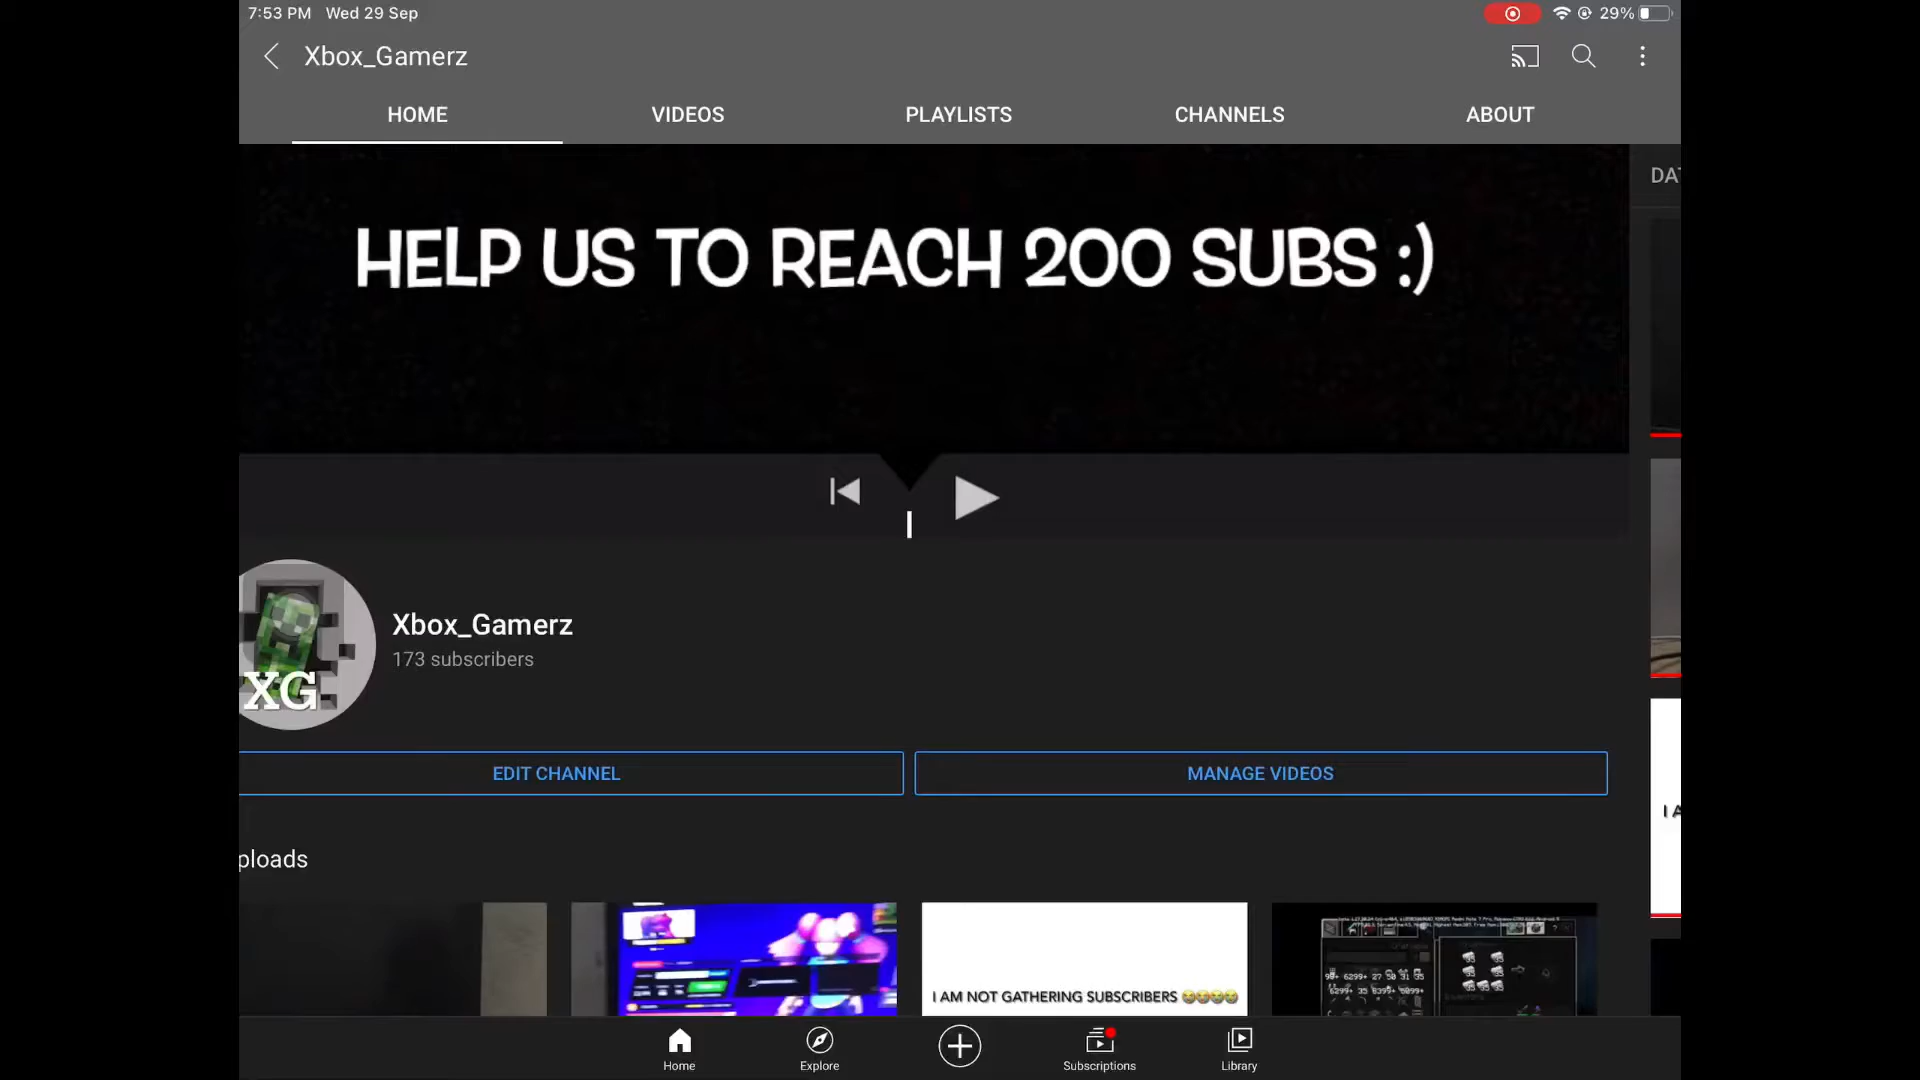 7:53 PM Wed 29 Sep
29%
Xbox_Gamerz
HOME VIDEOS PLAYLISTS CHANNELS ABOUT
DA
HELP US TO REACH 200 SUBS :)
XG
Xbox_Gamerz
173 subscribers
EDIT CHANNEL MANAGE VIDEOS
I A
ploads
I AM NOT GATHERING SUBSCRIBERS 😂😂😂😂
Home Explore Subscriptions Library